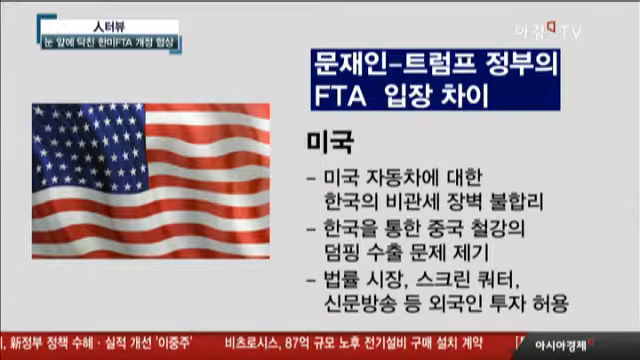 人터뷰
눈 앞에 닥친 한미FTA 개정 협상
아경TV
문재인-트럼프 정부의
FTA 입장 차이
미국
- 미국 자동차에 대한
한국의 비관세 장벽 불합리
- 한국을 통한 중국 철강의
덤핑 수출 문제 제기
- 법률 시장, 스크린 쿼터,
신문방송 등 외국인 투자 허용
, 新정부 정책 수혜·실적 개선 '이중주' 비츠로시스, 87억 규모 노후 전기설비 구매 설치 계약
아시아경제